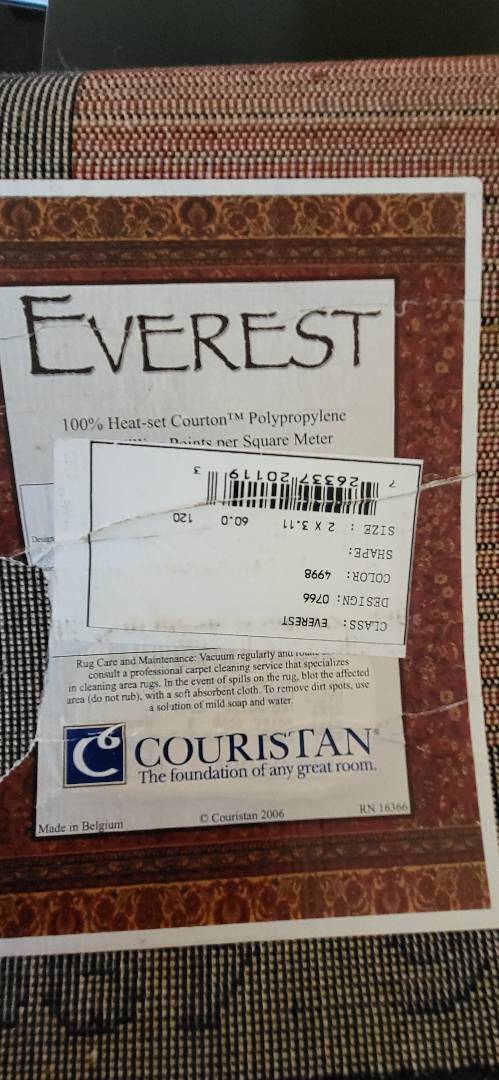 EVEREST
100% Heat-set Courton™ Polypropylene
Points per Square Meter
CLASS: EVEREST
DESIGN: 0766
COLOR: 4998
SHAPE:
SIZE : 2 X 3.11 60.0 120
7 26337 20119 3
Rug Care and Maintenance: Vacuum regularly and
consult a professional carpet cleaning service that specializes
in cleaning area rugs. In the event of spills on the rug, blot the affected
area (do not rub), with a soft absorbent cloth. To remove dirt spots, use
a solution of mild soap and water.
COURISTAN®
The foundation of any great room.
Made in Belgium © Couristan 2006 RN 16366